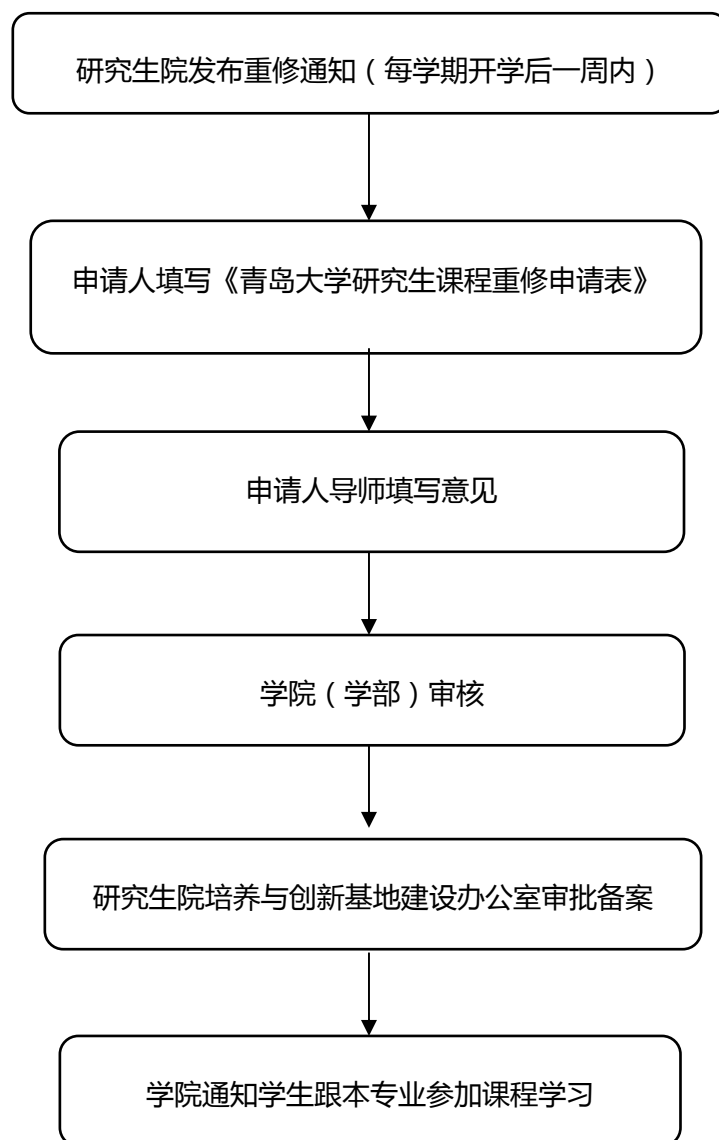 研究生院发布重修通知（每学期开学后一周内）
申请人填写《青岛大学研究生课程重修申请表》
申请人导师填写意见
学院（学部）审核
研究生院培养与创新基地建设办公室审批备案
学院通知学生跟本专业参加课程学习